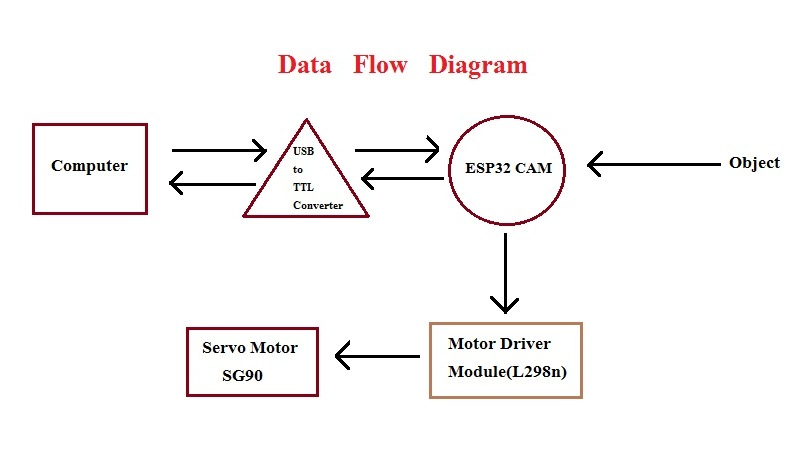 Data Flow Diagram
Computer
USB
to
TTL
Converter
ESP32 CAM
Object
Servo Motor
SG90
Motor Driver
Module(L298n)